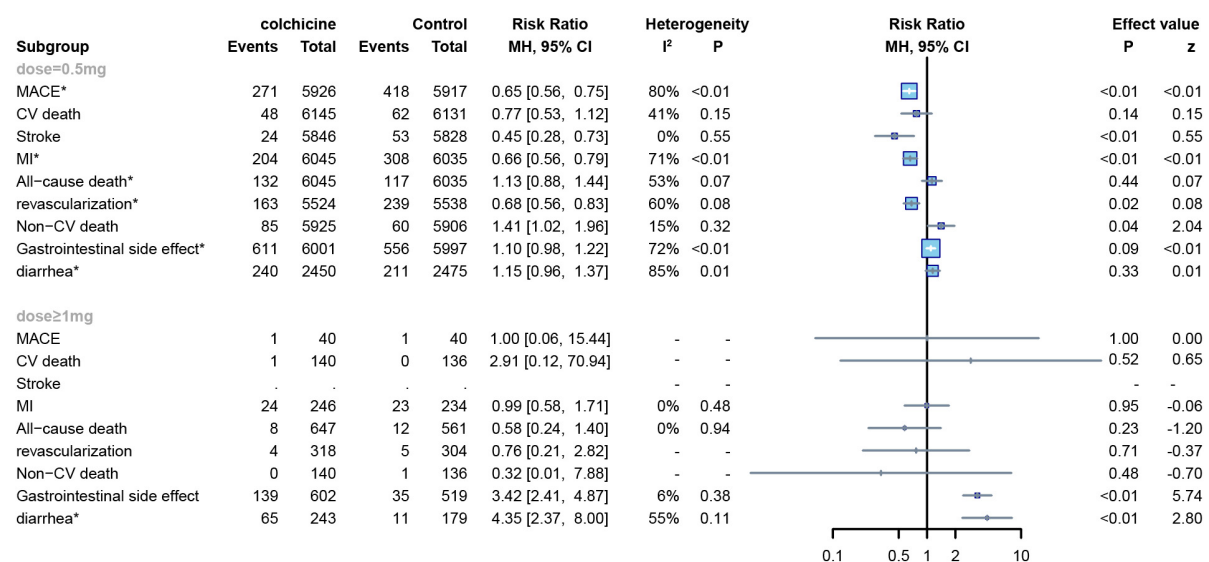 colchicine Control Risk Ratio Heterogeneity Risk Ratio Effect value
Subgroup Events Total Events Total MH, 95% CI I² P MH, 95% CI P z
dose=0.5mg
MACE* 271 5926 418 5917 0.65 [0.56, 0.75] 80% <0.01 <0.01 <0.01
CV death 48 6145 62 6131 0.77 [0.53, 1.12] 41% 0.15 0.14 0.15
Stroke 24 5846 53 5828 0.45 [0.28, 0.73] 0% 0.55 <0.01 0.55
MI* 204 6045 308 6035 0.66 [0.56, 0.79] 71% <0.01 <0.01 <0.01
All−cause death* 132 6045 117 6035 1.13 [0.88, 1.44] 53% 0.07 0.44 0.07
revascularization* 163 5524 239 5538 0.68 [0.56, 0.83] 60% 0.08 0.02 0.08
Non−CV death 85 5925 60 5906 1.41 [1.02, 1.96] 15% 0.32 0.04 2.04
Gastrointestinal side effect* 611 6001 556 5997 1.10 [0.98, 1.22] 72% <0.01 0.09 <0.01
diarrhea* 240 2450 211 2475 1.15 [0.96, 1.37] 85% 0.01 0.33 0.01
dose≥1mg
MACE 1 40 1 40 1.00 [0.06, 15.44] - - 1.00 0.00
CV death 1 140 0 136 2.91 [0.12, 70.94] - - 0.52 0.65
Stroke . . . . - - - -
MI 24 246 23 234 0.99 [0.58, 1.71] 0% 0.48 0.95 -0.06
All−cause death 8 647 12 561 0.58 [0.24, 1.40] 0% 0.94 0.23 -1.20
revascularization 4 318 5 304 0.76 [0.21, 2.82] - - 0.71 -0.37
Non−CV death 0 140 1 136 0.32 [0.01, 7.88] - - 0.48 -0.70
Gastrointestinal side effect 139 602 35 519 3.42 [2.41, 4.87] 6% 0.38 <0.01 5.74
diarrhea* 65 243 11 179 4.35 [2.37, 8.00] 55% 0.11 <0.01 2.80
0.1 0.5 1 2 10